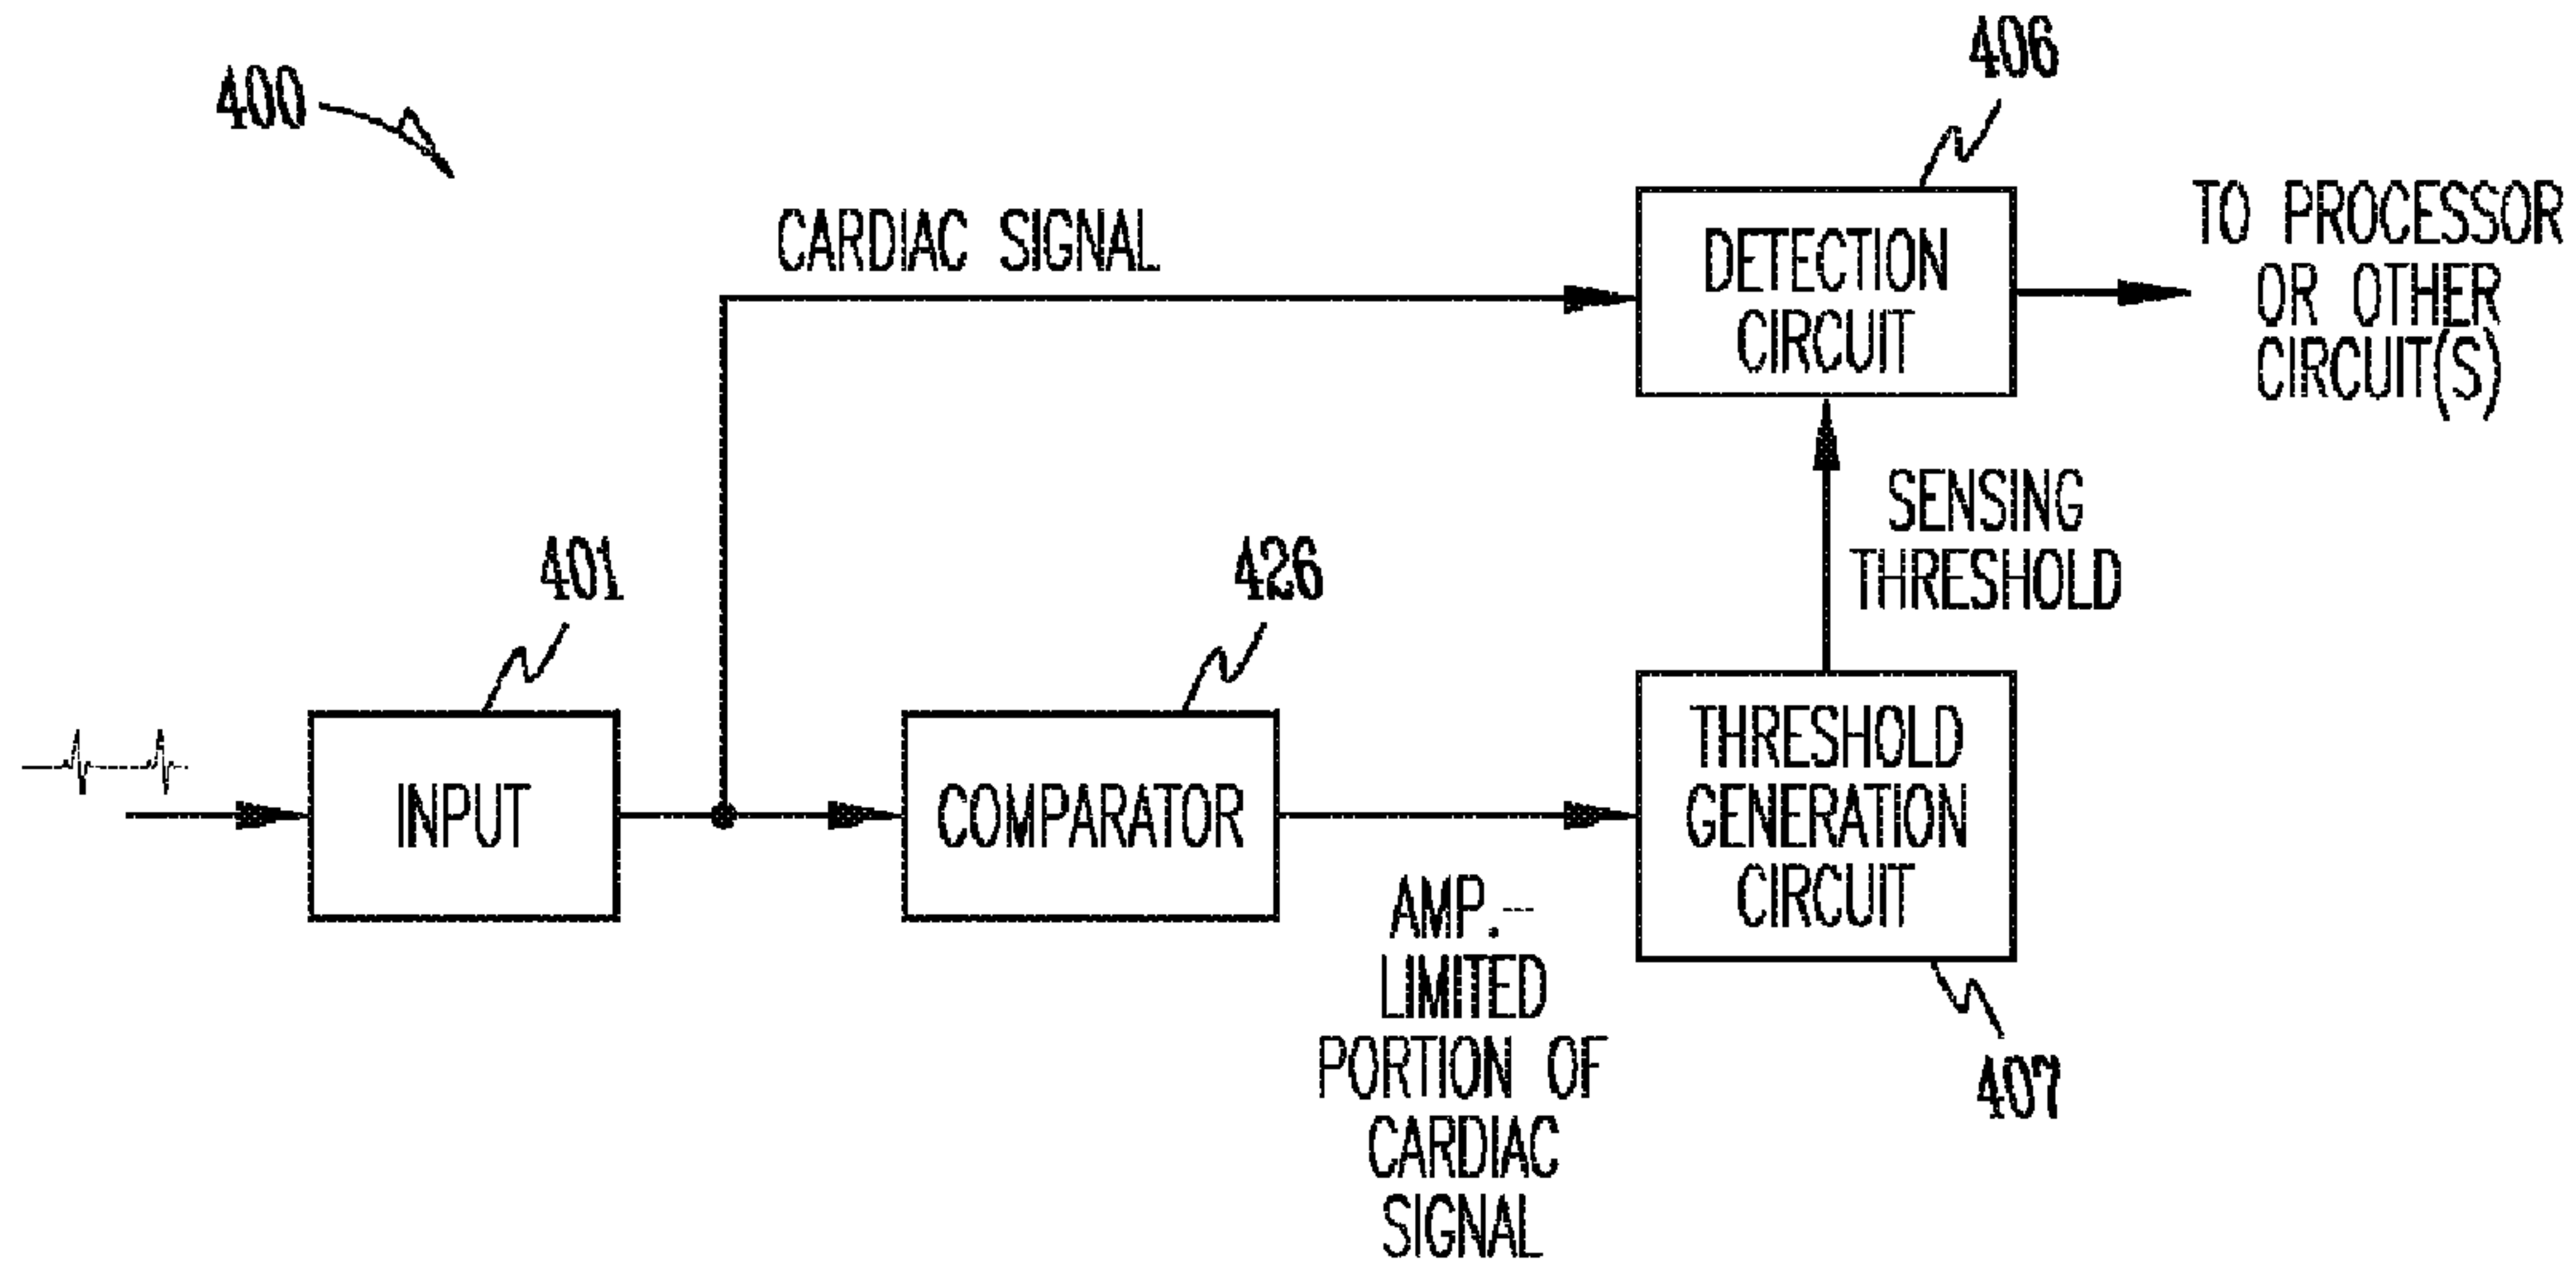 400
406
CARDIAC SIGNAL
DETECTION
CIRCUIT
TO PROCESSOR
OR OTHER
CIRCUIT(S)
SENSING
THRESHOLD
401
426
INPUT
COMPARATOR
THRESHOLD
GENERATION
CIRCUIT
AMP.-
LIMITED
PORTION OF
CARDIAC
SIGNAL
407